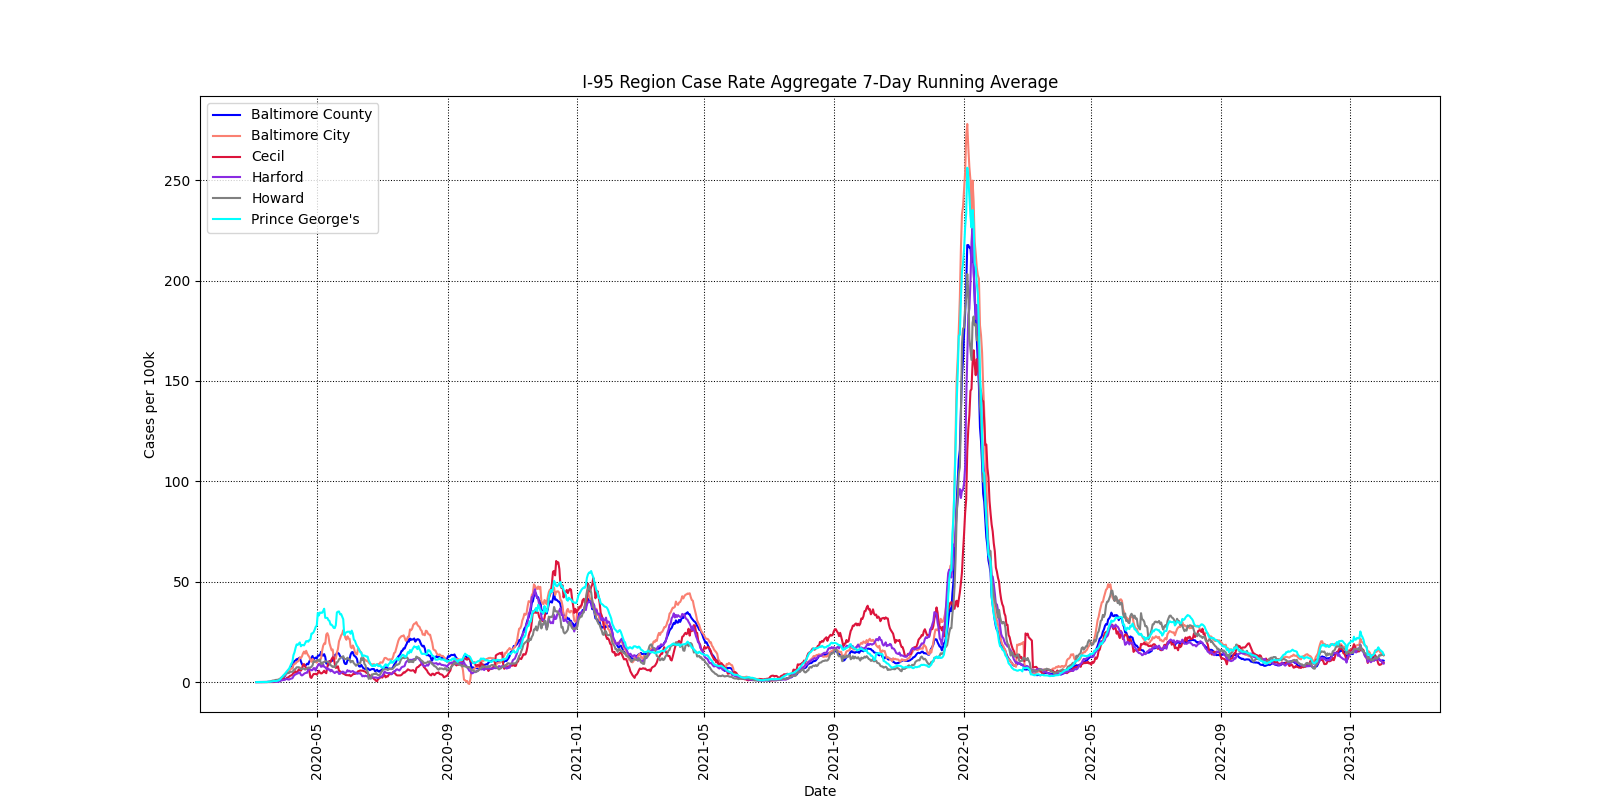 I-95 Region Case Rate Aggregate 7-Day Running Average
Baltimore County
Baltimore City
Cecil
Harford
Howard
Prince George's
250
200
150
100
50
0
Cases per 100k
2020-05
2020-09
2021-01
2021-05
2021-09
2022-01
2022-05
2022-09
2023-01
Date